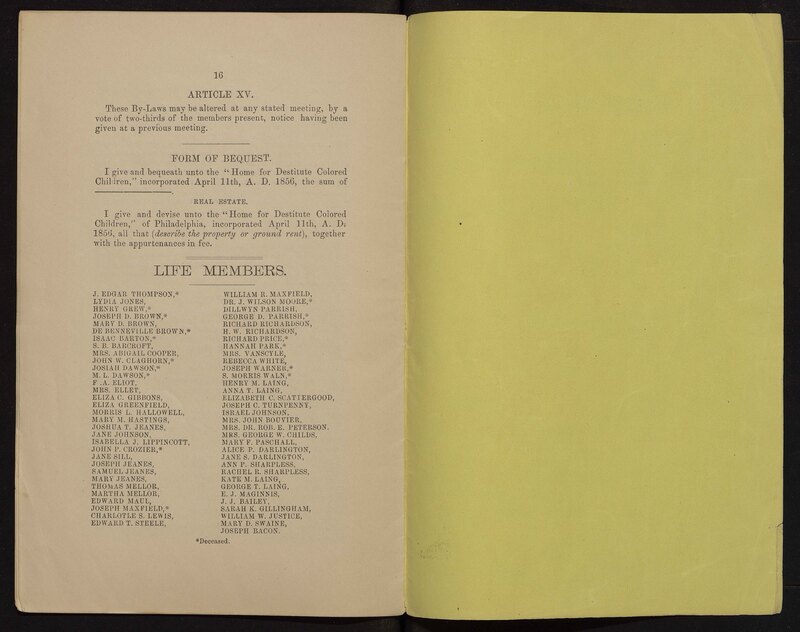 16
ARTICLE XV.
These By-Laws may be altered at any stated meeting, by a
vote of two-thirds of the members present, notice having been
given at a previous meeting.
FORM OF BEQUEST.
I give and bequeath unto the "Home for Destitute Colored
Children," incorporated April 11th, A. D. 1856, the sum of
REAL ESTATE.
I give and devise unto the "Home for Destitute Colored
Children," of Philadelphia, incorporated April 11th, A. D.
1856, all that (describe the property or ground rent), together
with the appurtenances in fee.
LIFE MEMBERS.
J. EDGAR THOMPSON,*
LYDIA JONES,
HENRY GREW,*
JOSEPH D. BROWN,*
MARY D. BROWN,
DE BENNEVILLE BROWN,*
ISAAC BARTON,*
S. B. BARCROFT,
MRS. ABIGAIL COOPER,
JOHN W. CLAGHORN,*
JOSIAH DAWSON,*
M. L. DAWSON,*
F .A. ELIOT,
MRS. ELLET,
ELIZA C. GIBBONS,
ELIZA GREENFIELD,
MORRIS L. HALLOWELL,
MARY M. HASTINGS,
JOSHUA T. JEANES,
JANE JOHNSON,
ISABELLA J. LIPPINCOTT,
JOHN P. CROZIER,*
JANE SILL,
JOSEPH JEANES,
SAMUEL JEANES,
MARY JEANES,
THOMAS MELLOR,
MARTHA MELLOR,
EDWARD MAUL,
JOSEPH MAXFIELD,*
CHARLOTLE S. LEWIS,
EDWARD T. STEELE,
WILLIAM R. MAXFIELD,
DR. J. WILSON MOORE,*
DILLWYN PARRISH,
GEORGE D. PARRISH,*
RICHARD RICHARDSON,
H. W. RICHARDSON,
RICHARD PRICE,*
HANNAH PARK,*
MRS. VANSCYLE,
REBECCA WHITE,
JOSEPH WARNER,*
S. MORRIS WALN,*
HENRY M. LAING,
ANNA T. LAING,
ELIZABETH C. SCATTERGOOD,
JOSEPH C. TURNPENNY,
ISRAEL JOHNSON,
MRS. JOHN BOUVIER,
MRS. DR. ROB. E. PETERSON.
MRS. GEORGE W. CHILDS,
MARY F. PASCHALL,
ALICE P. DARLINGTON,
JANE S. DARLINGTON,
ANN P. SHARPLESS,
RACHEL R. SHARPLESS,
KATE M. LAING,
GEORGE T. LAING,
E. J. MAGINNIS,
J. J. BAILEY,
SARAH K. GILLINGHAM,
WILLIAM W. JUSTICE,
MARY D. SWAINE,
JOSEPH BACON.
*Deceased.